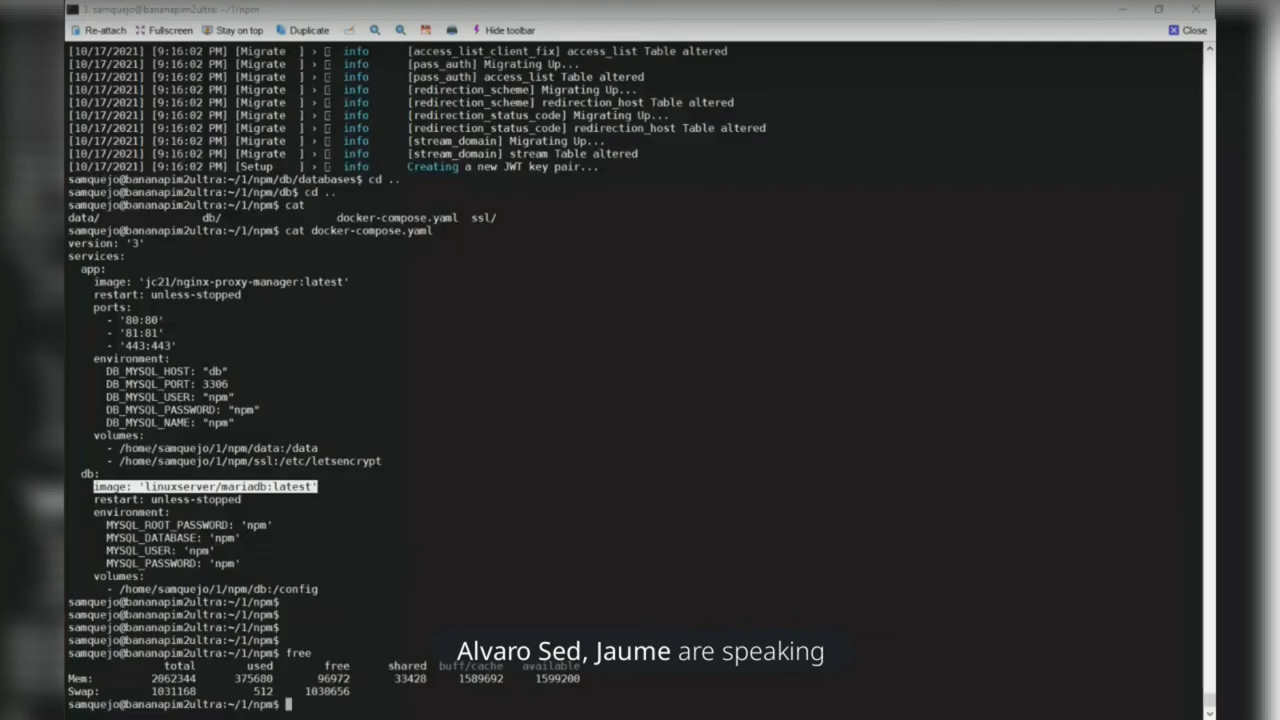 3. samquejo@bananapim2ultra: ~/1/npm
Re-attach Fullscreen Stay on top Duplicate Hide toolbar Close
[10/17/2021] [9:16:02 PM] [Migrate ] › info [access_list_client_fix] access_list Table altered
[10/17/2021] [9:16:02 PM] [Migrate ] › info [pass_auth] Migrating Up...
[10/17/2021] [9:16:02 PM] [Migrate ] › info [pass_auth] access_list Table altered
[10/17/2021] [9:16:02 PM] [Migrate ] › info [redirection_scheme] Migrating Up...
[10/17/2021] [9:16:02 PM] [Migrate ] › info [redirection_scheme] redirection_host Table altered
[10/17/2021] [9:16:02 PM] [Migrate ] › info [redirection_status_code] Migrating Up...
[10/17/2021] [9:16:02 PM] [Migrate ] › info [redirection_status_code] redirection_host Table altered
[10/17/2021] [9:16:02 PM] [Migrate ] › info [stream_domain] Migrating Up...
[10/17/2021] [9:16:02 PM] [Migrate ] › info [stream_domain] stream Table altered
[10/17/2021] [9:16:02 PM] [Setup ] › info Creating a new JWT key pair...
samquejo@bananapim2ultra:~/1/npm/db/databases$ cd ..
samquejo@bananapim2ultra:~/1/npm/db$ cd ..
samquejo@bananapim2ultra:~/1/npm$ cat
data/ db/ docker-compose.yaml ssl/
samquejo@bananapim2ultra:~/1/npm$ cat docker-compose.yaml
version: '3'
services:
app:
image: 'jc21/nginx-proxy-manager:latest'
restart: unless-stopped
ports:
- '80:80'
- '81:81'
- '443:443'
environment:
DB_MYSQL_HOST: "db"
DB_MYSQL_PORT: 3306
DB_MYSQL_USER: "npm"
DB_MYSQL_PASSWORD: "npm"
DB_MYSQL_NAME: "npm"
volumes:
- /home/samquejo/1/npm/data:/data
- /home/samquejo/1/npm/ssl:/etc/letsencrypt
db:
image: 'linuxserver/mariadb:latest'
restart: unless-stopped
environment:
MYSQL_ROOT_PASSWORD: 'npm'
MYSQL_DATABASE: 'npm'
MYSQL_USER: 'npm'
MYSQL_PASSWORD: 'npm'
volumes:
- /home/samquejo/1/npm/db:/config
samquejo@bananapim2ultra:~/1/npm$
samquejo@bananapim2ultra:~/1/npm$
samquejo@bananapim2ultra:~/1/npm$
samquejo@bananapim2ultra:~/1/npm$
samquejo@bananapim2ultra:~/1/npm$ free
total used free shared buff/cache available
Mem: 2062344 375680 96972 33428 1589692 1599200
Swap: 1031168 512 1030656
samquejo@bananapim2ultra:~/1/npm$
Alvaro Sed, Jaume are speaking